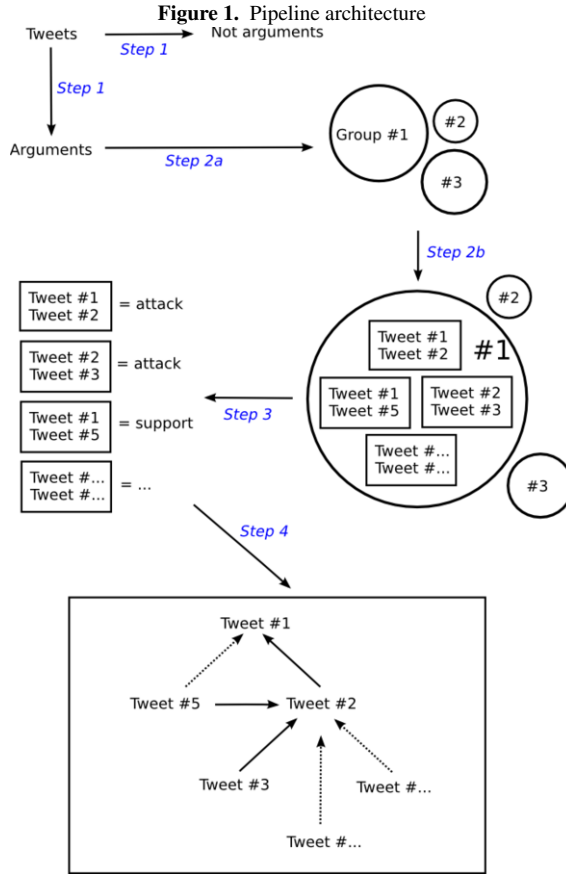 Figure 1. Pipeline architecture
Tweets
Step 1
Not arguments
Step 1
Arguments
Step 2a
Group #1
#2
#3
Step 2b
Tweet #1
Tweet #2
= attack
Tweet #2
Tweet #3
= attack
Tweet #1
Tweet #5
= support
Tweet #...
Tweet #...
= ...
Step 3
#2
#1
Tweet #1
Tweet #2
Tweet #1
Tweet #5
Tweet #2
Tweet #3
Tweet #...
Tweet #...
#3
Step 4
Tweet #1
Tweet #5
Tweet #2
Tweet #3
Tweet #...
Tweet #...